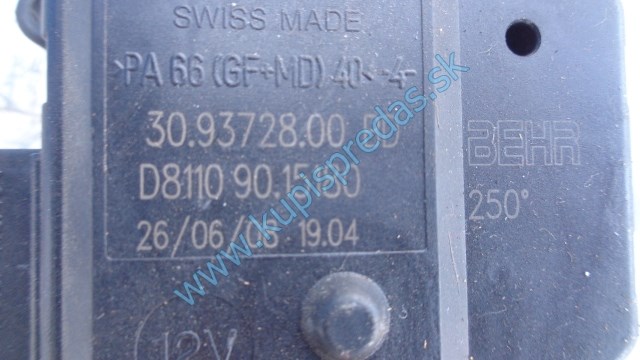 SWISS MADE
>PA 66 (GF+MD) 40< -4-
30.93728.00
BEHR
D8110 90.
250°
26/06/08 19.04
12V
www.kupispredas.sk